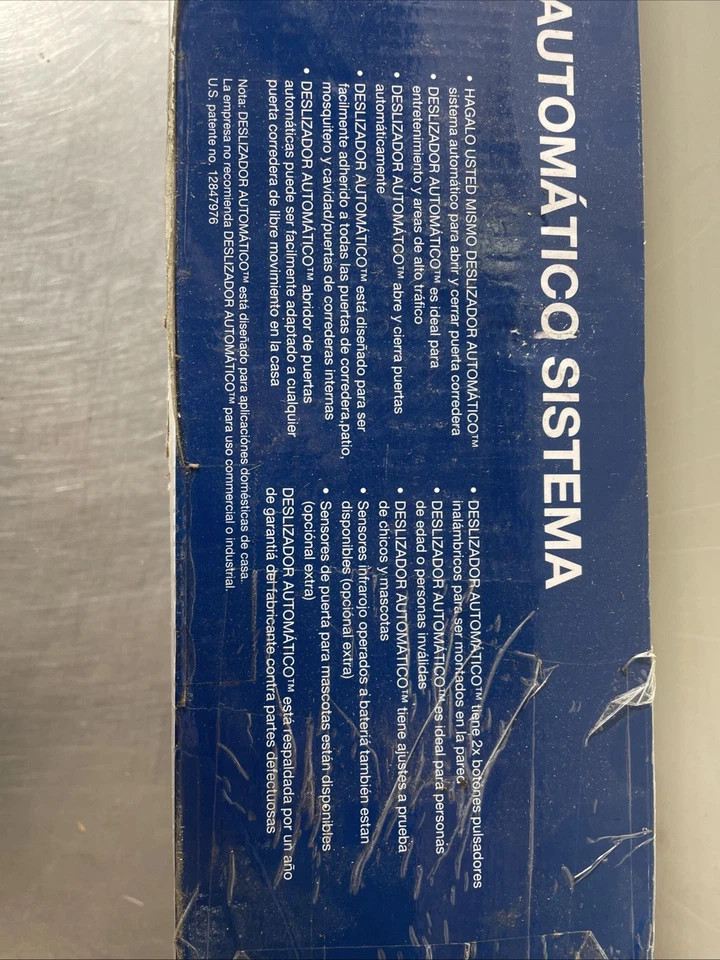 AUTOMÁTICO SISTEMA
• HAGALO USTED MISMO DESLIZADOR AUTOMÁTICO™
sistema automático para abrir y cerrar puerta corredera
• DESLIZADOR AUTOMÁTICO™ es ideal para
entretenimiento y areas de alto tráfico
• DESLIZADOR AUTOMÁTCO™ abre y cierra puertas
automáticamente
• DESLIZADOR AUTOMÁTICO™ está diseñado para ser
facilmente adherido a todas las puertas de corredera,patio,
mosquitero y cavidad/puertas de correderas internas
• DESLIZADOR AUTOMÁTICO™ abridor de puertas
automáticas puede ser facilmente adaptado a cualquier
puerta corredera de libre movimiento en la casa
Nota: DESLIZADOR AUTOMÁTICO™ está diseñado para aplicaciónes domésticas de casa.
La empresa no recomienda DESLIZADOR AUTOMÁTICO™ para uso commercial o industrial.
U.S. patente no, 12847976
• DESLIZADOR AUTOMÁTICO™ tiene 2x botónes pulsadores
inalámbricos para ser montados en la pared
• DESLIZADOR AUTOMÁTICO™ es ideal para personas
de edad o personas inválidas
• DESLIZADOR AUTOMÁTICO™ tiene ajustes a prueba
de chicos y mascotas
• Sensores infrarojo operados a batería también estan
disponibles (opciónal extra)
• Sensores de puerta para mascotas están disponibles
(opciónal extra)
DESLIZADOR AUTOMÁTICO™ está respaldada por un año
de garantía del fabricante contra partes defectuosas